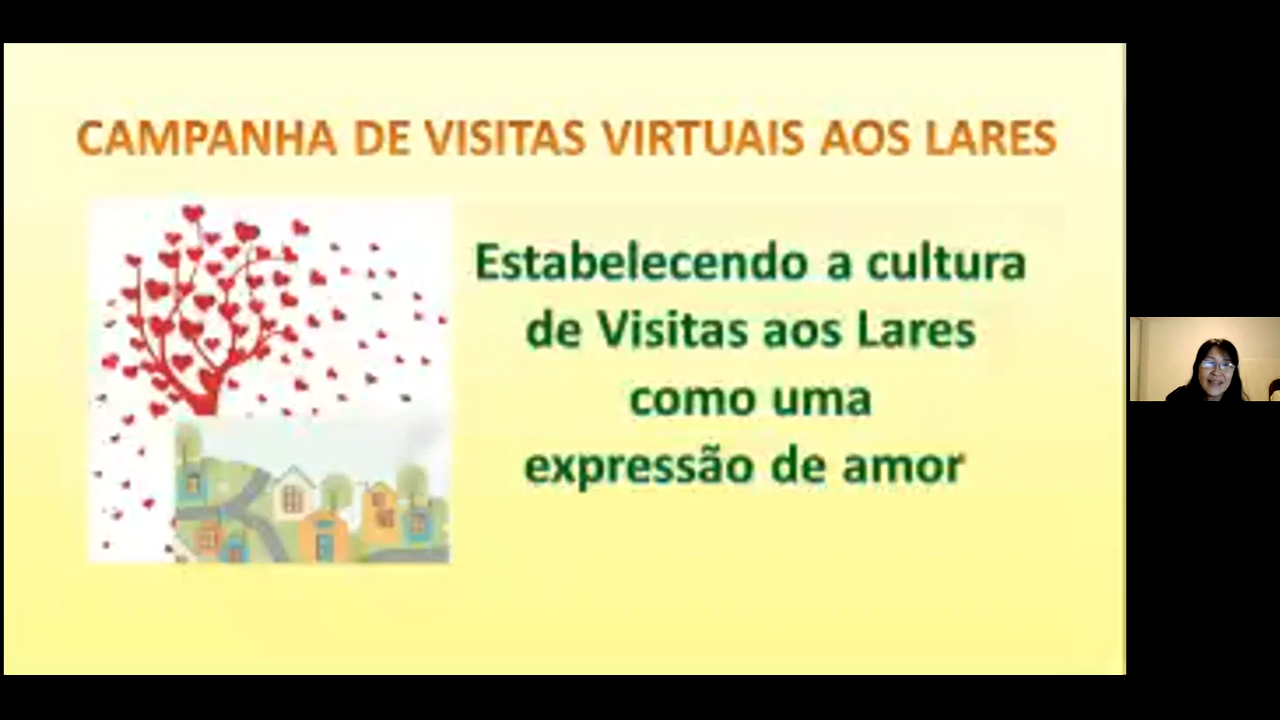 CAMPANHA DE VISITAS VIRTUAIS AOS LARES
Estabelecendo a cultura
de Visitas aos Lares
como uma
expressão de amor